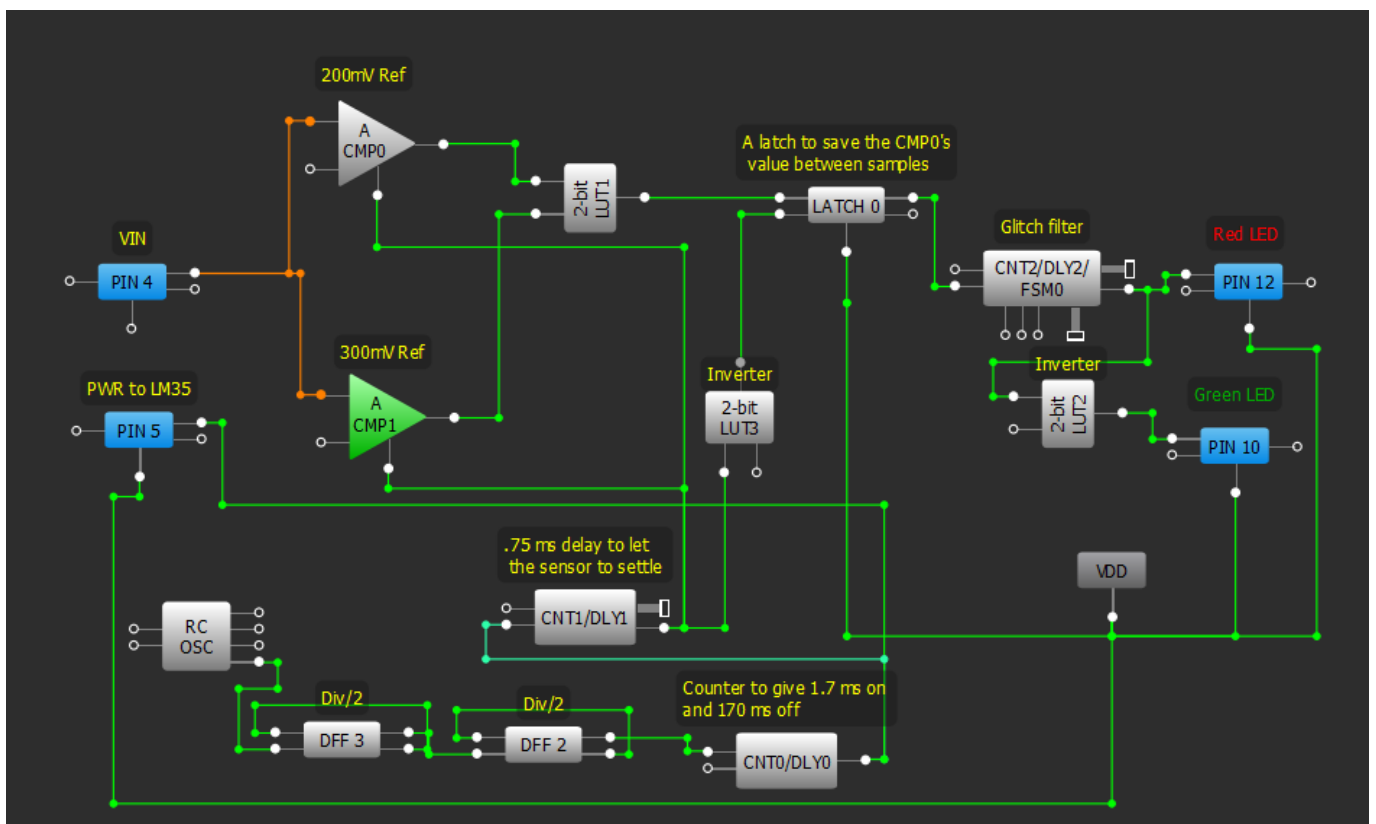 200mV Ref
A
CMP0
2-bit
LUT1
A latch to save the CMP0's
value between samples
LATCH 0
VIN
PIN 4
Glitch filter
CNT2/DLY2/
FSM0
Red LED
PIN 12
300mV Ref
A
CMP1
PWR to LM35
PIN 5
Inverter
2-bit
LUT3
Inverter
2-bit
LUT2
Green LED
PIN 10
.75 ms delay to let
the sensor to settle
CNT1/DLY1
VDD
RC
OSC
Div/2
DFF 3
Div/2
DFF 2
Counter to give 1.7 ms on
and 170 ms off
CNT0/DLY0